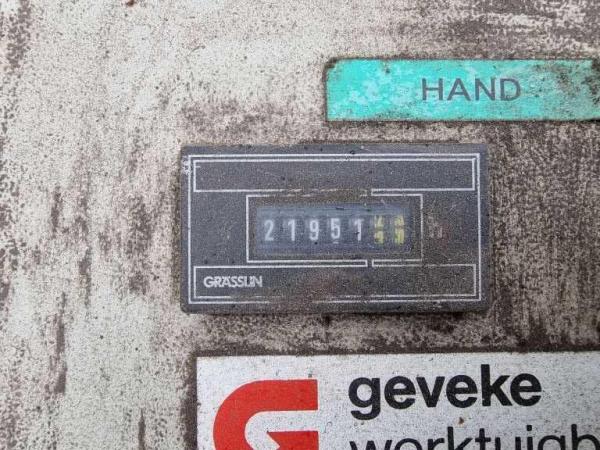 HAND
21951
h
GRÄSSLIN
geveke